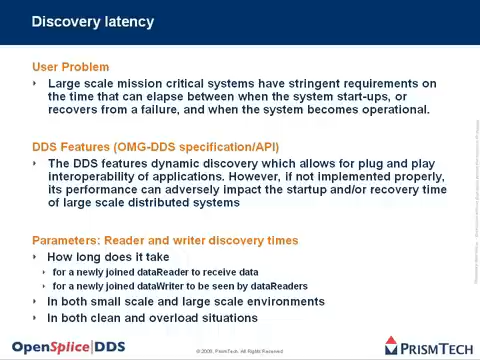 Discovery latency
User Problem
Large scale mission critical systems have stringent requirements on
the time that can elapse between when the system start-ups, or
recovers from a failure, and when the system becomes operational.
DDS Features (OMG-DDS specification/API)
The DDS features dynamic discovery which allows for plug and play
interoperability of applications. However, if not implemented properly,
its performance can adversely impact the startup and/or recovery time
of large scale distributed systems
Parameters: Reader and writer discovery times
How long does it take
for a newly joined dataReader to receive data
for a newly joined dataWriter to be seen by dataReaders
In both small scale and large scale environments
In both clean and overload situations
OpenSplice|DDS
PrismTech. All Rights Reserved
PRISMTECH